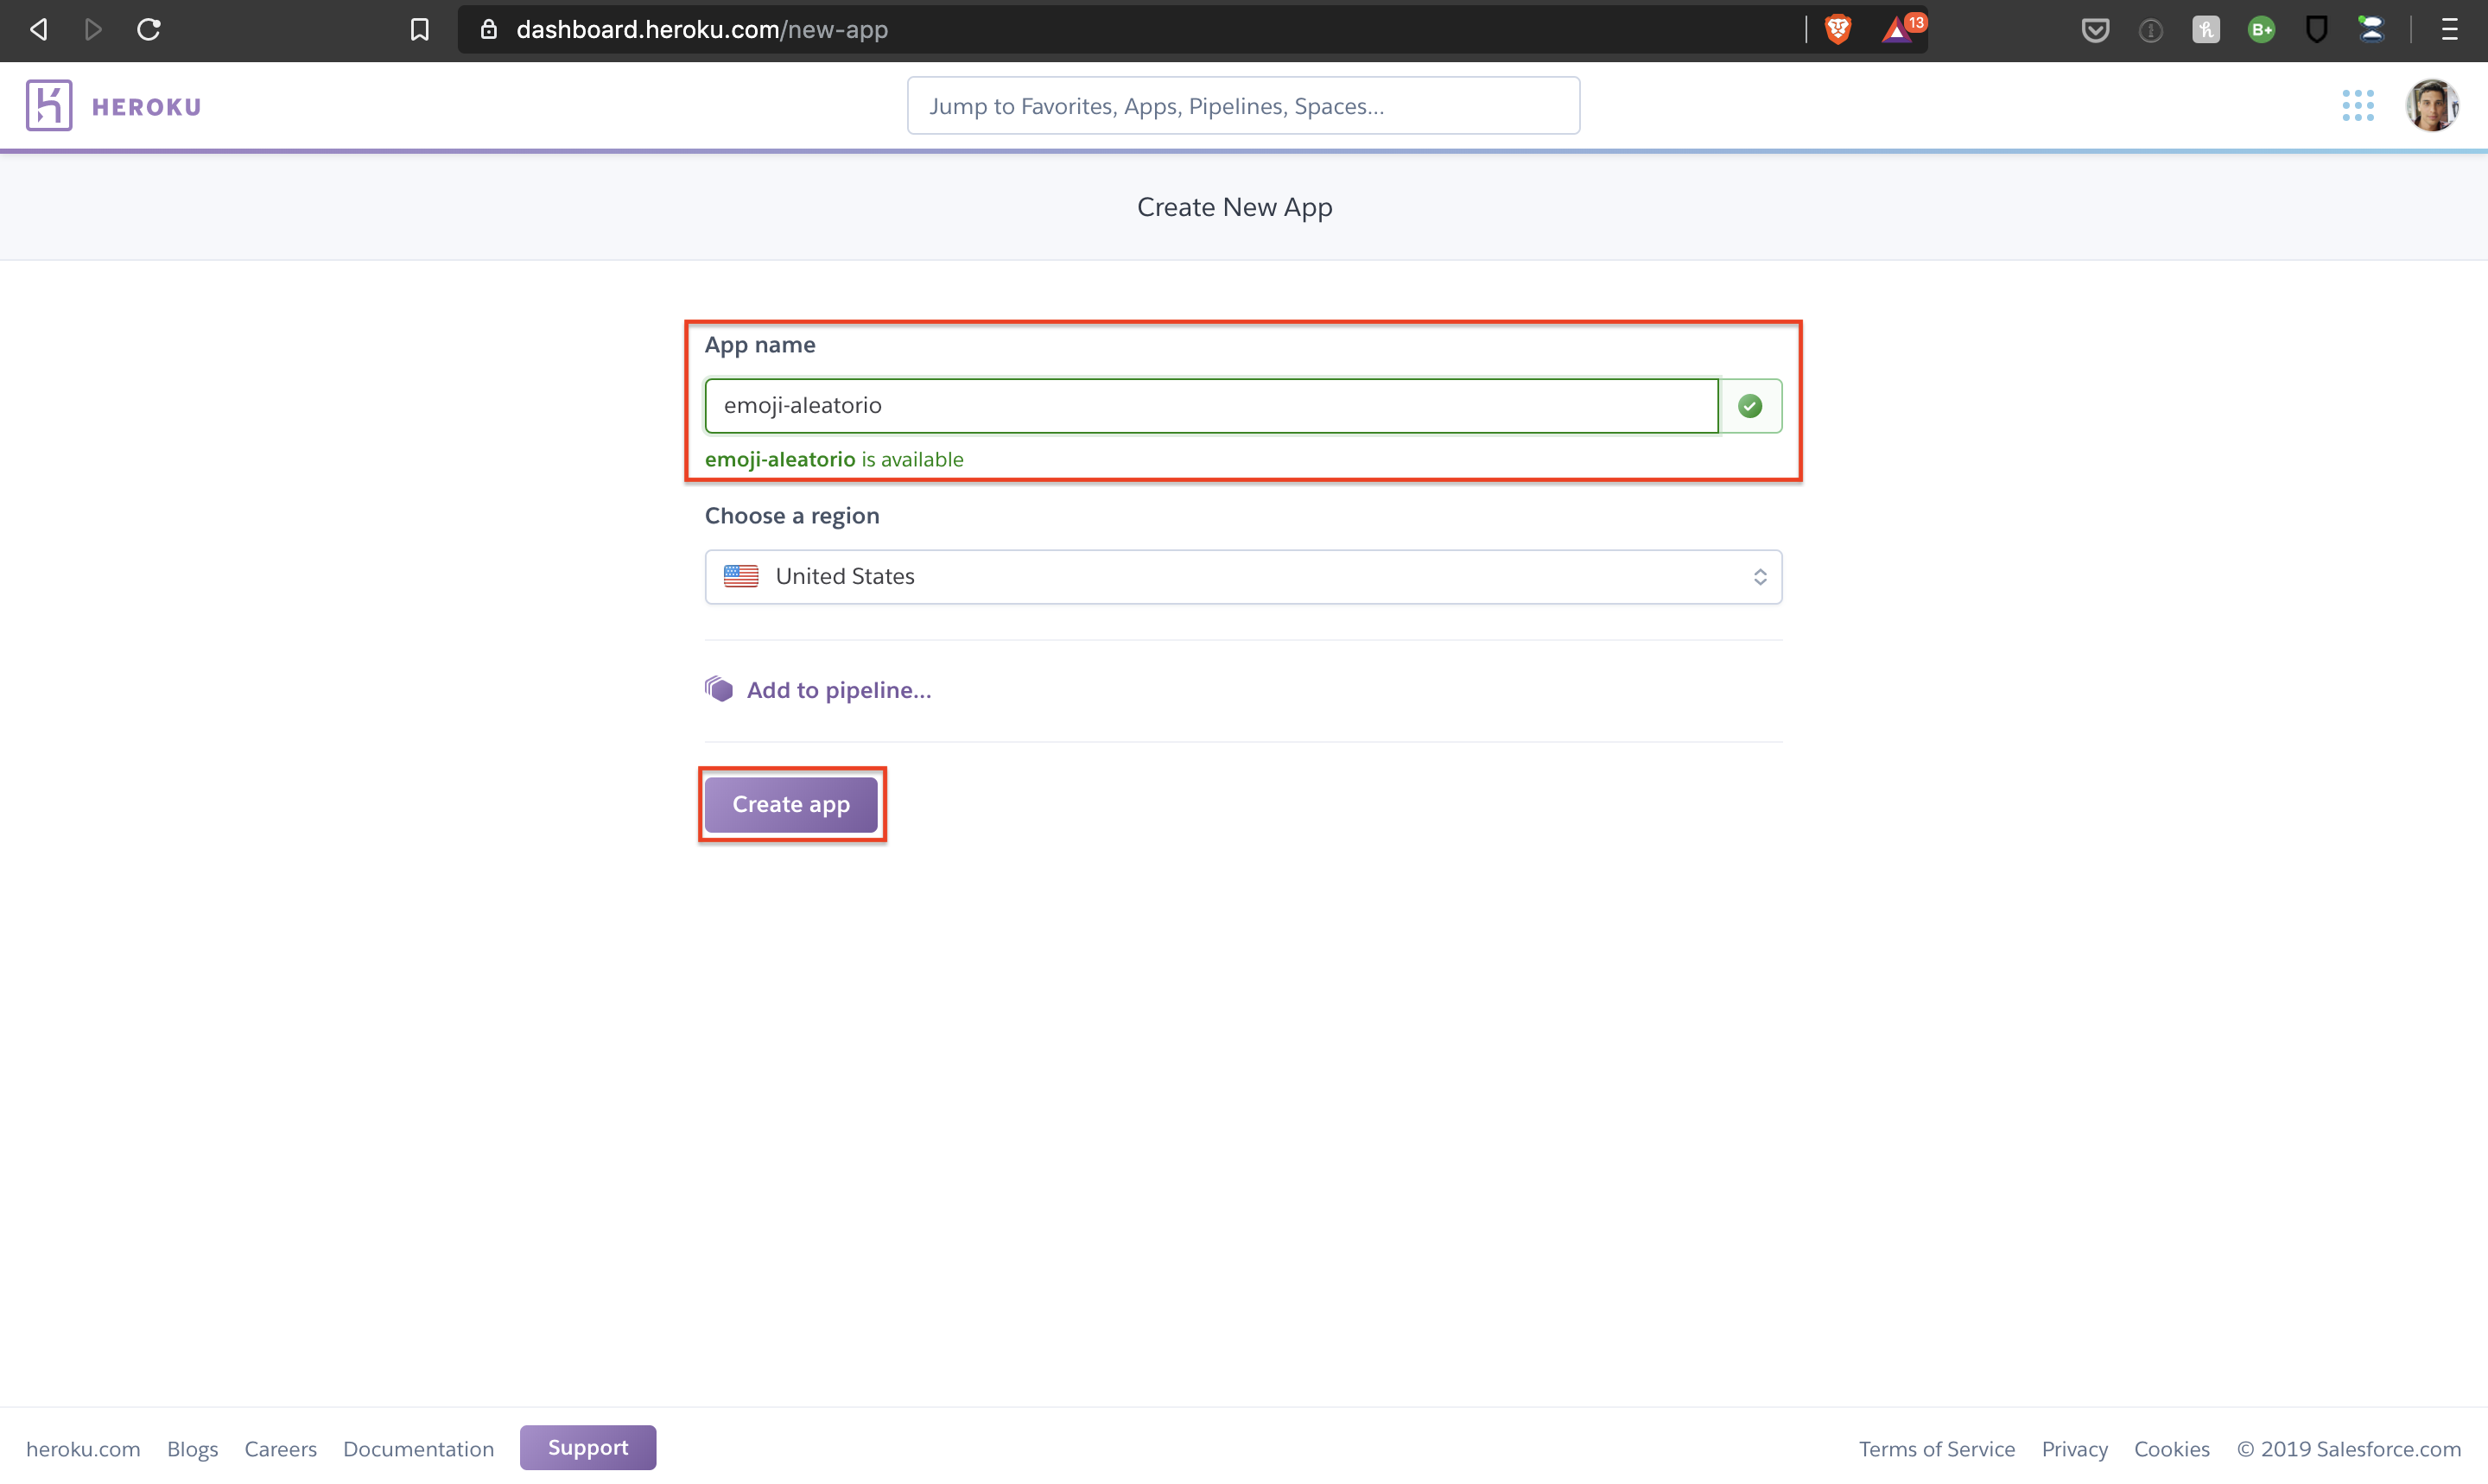 dashboard.heroku.com/new-app
13
B+
HEROKU
Jump to Favorites, Apps, Pipelines, Spaces...
Create New App
App name
emoji-aleatorio
emoji-aleatorio is available
Choose a region
United States
Add to pipeline...
Create app
heroku.com Blogs Careers Documentation Support Terms of Service Privacy Cookies © 2019 Salesforce.com